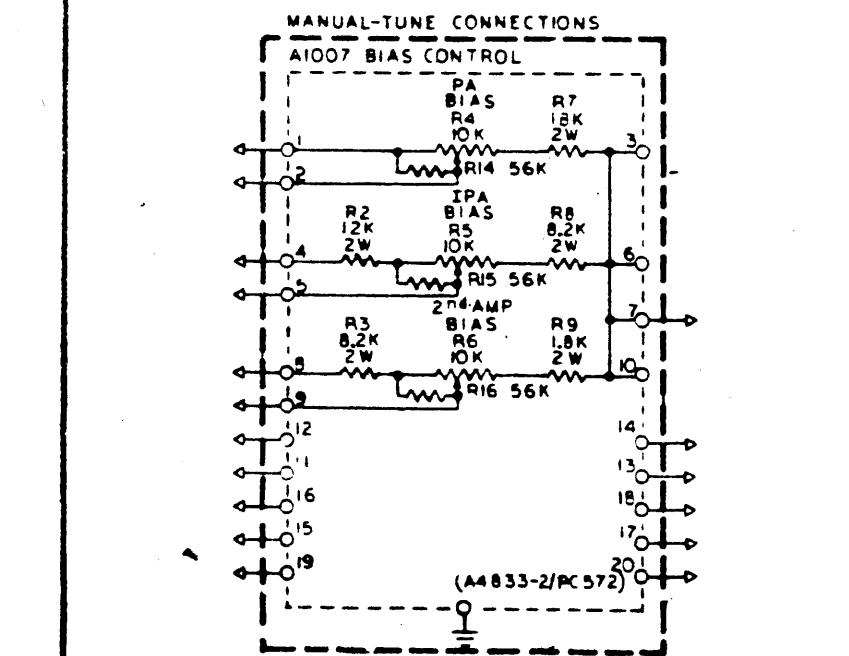 MANUAL-TUNE CONNECTIONS
A1007 BIAS CONTROL
PA
BIAS
R4
10K
R7
18K
2W
1
3
R14 56K
2
IPA
BIAS
R5
10K
R2
12K
2W
R8
8.2K
2W
4
6
R15 56K
5
2nd AMP
BIAS
R6
10K
7
R3
8.2K
2W
R9
1.8K
2W
8
10
R16 56K
9
12
14
11
13
16
18
15
17
19
20
(A4833-2/PC572)